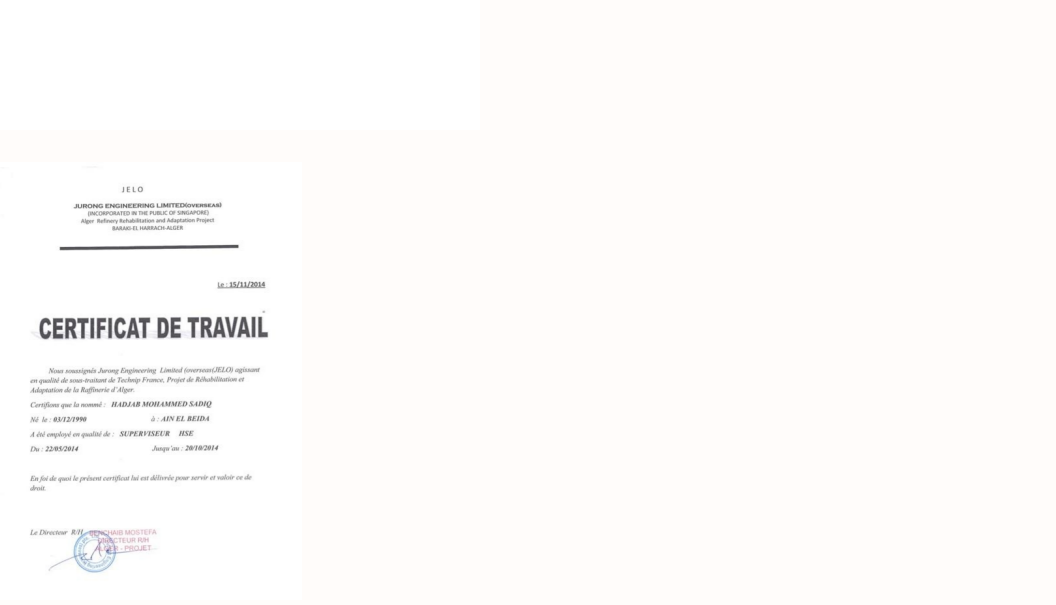 JELO
JURONG ENGINEERING LIMITED(OVERSEAS)
(INCORPORATED IN THE PUBLIC OF SINGAPORE)
Alger Refinery Rehabilitation and Adaptation Project
BARAKI-EL HARRACH-ALGER
Le : 15/11/2014
CERTIFICAT DE TRAVAIL
Nous soussignés Jurong Engineering Limited (overseas(JELO) agissant
en qualité de sous-traitant de Technip France, Projet de Réhabilitation et
Adaptation de la Raffinerie d'Alger.
Certifions que la nommé : HADJAB MOHAMMED SADIQ
Né le : 03/12/1990 à : AIN EL BEIDA
A été employé en qualité de : SUPERVISEUR HSE
Du : 22/05/2014 Jusqu'au : 20/10/2014
En foi de quoi le présent certificat lui est délivrée pour servir et valoir ce de
droit.
Le Directeur R/H
BENCHAIB MOSTEFA
DIRECTEUR R/H
ALGER - PROJET